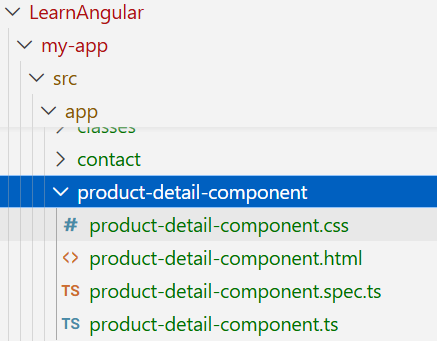 LearnAngular
my-app
src
app
classes
contact
product-detail-component
# product-detail-component.css
<> product-detail-component.html
TS product-detail-component.spec.ts
TS product-detail-component.ts